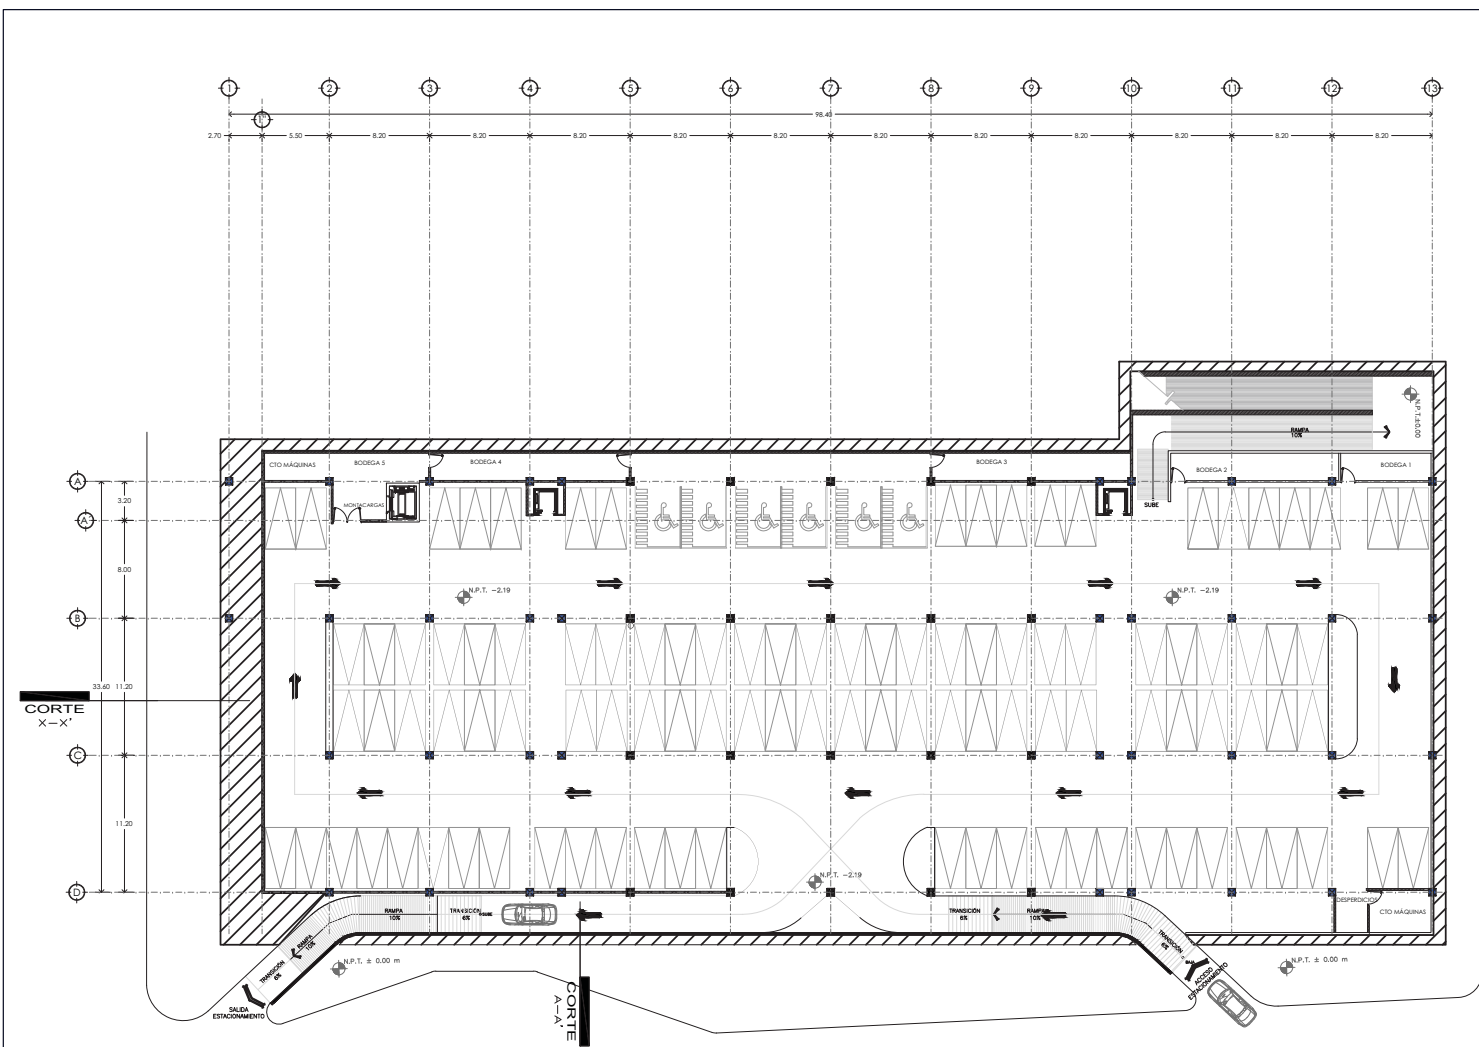 1 2 3 4 5 6 7 8 9 10 11 12 13
98.40
2.70 5.50 8.20 8.20 8.20 8.20 8.20 8.20 8.20 8.20 8.20 8.20 8.20
N.P.T.±0.00
RAMPA
10%
CTO MÁQUINAS
BODEGA 5
BODEGA 4
BODEGA 3
BODEGA 2
BODEGA 1
A
3.20
MONTACARGAS
SUBE
A'
8.00
N.P.T. -2.19
N.P.T. -2.19
B
33.60
11.20
CORTE
X-X'
C
11.20
N.P.T. -2.19
D
RAMPA
10%
TRANSICIÓN
6%
SUBE
TRANSICIÓN
6%
RAMPA
10%
DESPERDICIOS
CTO MÁQUINAS
RAMPA
10%
TRANSICIÓN
6%
TRANSICIÓN
6%
BAJA
N.P.T. ± 0.00 m
N.P.T. ± 0.00 m
ACCESO
ESTACIONAMIENTO
SALIDA
ESTACIONAMIENTO
CORTE
A-A'